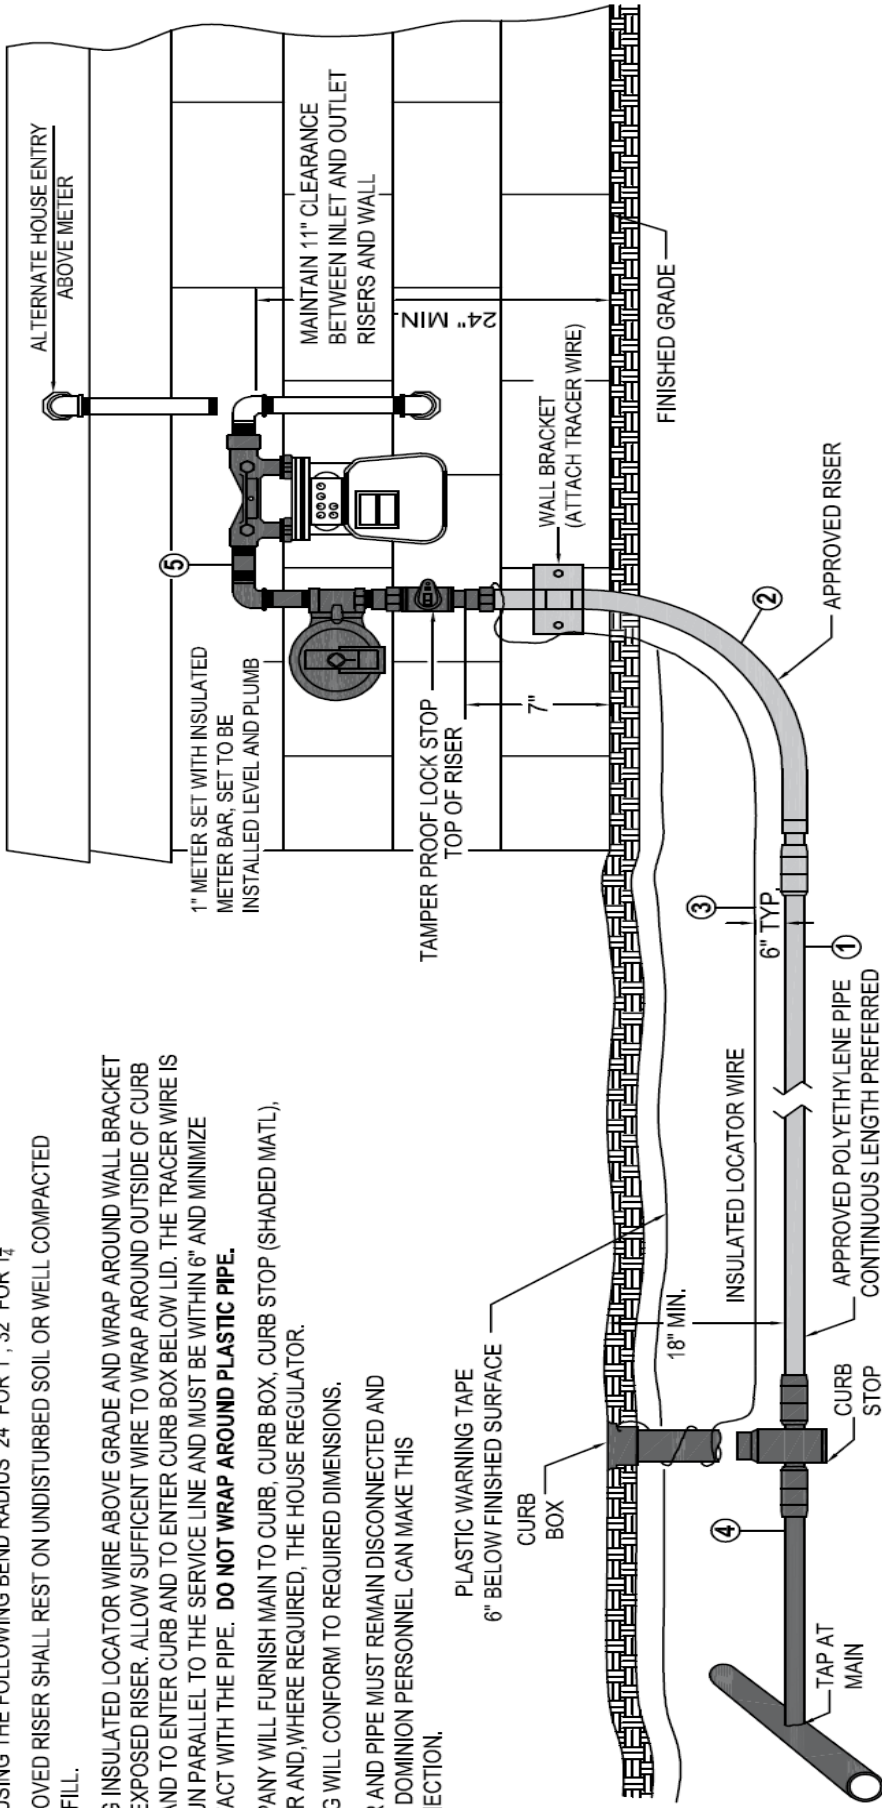 USING THE FOLLOWING BEND RADIUS 24" FOR 1", 32" FOR 1¼"
OVED RISER SHALL REST ON UNDISTURBED SOIL OR WELL COMPACTED
FILL.
G INSULATED LOCATOR WIRE ABOVE GRADE AND WRAP AROUND WALL BRACKET
EXPOSED RISER. ALLOW SUFFICENT WIRE TO WRAP AROUND OUTSIDE OF CURB
AND TO ENTER CURB AND TO ENTER CURB BOX BELOW LID. THE TRACER WIRE IS
UN PARALLEL TO THE SERVICE LINE AND MUST BE WITHIN 6" AND MINIMIZE
TACT WITH THE PIPE. DO NOT WRAP AROUND PLASTIC PIPE.
PANY WILL FURNISH MAIN TO CURB, CURB BOX, CURB STOP (SHADED MATL),
R AND,WHERE REQUIRED, THE HOUSE REGULATOR.
G WILL CONFORM TO REQUIRED DIMENSIONS.
R AND PIPE MUST REMAIN DISCONNECTED AND
DOMINION PERSONNEL CAN MAKE THIS
NECTION.
ALTERNATE HOUSE ENTRY
ABOVE METER
5
1" METER SET WITH INSULATED
METER BAR, SET TO BE
INSTALLED LEVEL AND PLUMB
MAINTAIN 11" CLEARANCE
BETWEEN INLET AND OUTLET
RISERS AND WALL
24" MIN.
TAMPER PROOF LOCK STOP
TOP OF RISER
7"
WALL BRACKET
(ATTACH TRACER WIRE)
FINISHED GRADE
PLASTIC WARNING TAPE
6" BELOW FINISHED SURFACE
CURB
BOX
18" MIN.
INSULATED LOCATOR WIRE
3
6" TYP.
2
APPROVED RISER
4
1
TAP AT
MAIN
CURB
STOP
APPROVED POLYETHYLENE PIPE
CONTINUOUS LENGTH PREFERRED